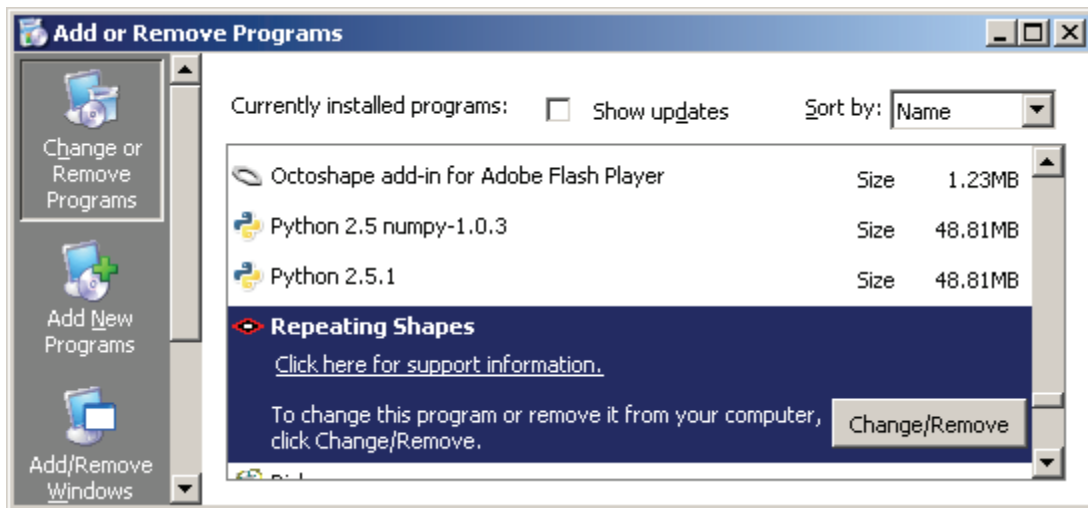 Add or Remove Programs
Change or
Remove
Programs
Add New
Programs
Add/Remove
Windows
Currently installed programs:
Show updates
Sort by: Name
Octoshape add-in for Adobe Flash Player Size 1.23MB
Python 2.5 numpy-1.0.3 Size 48.81MB
Python 2.5.1 Size 48.81MB
Repeating Shapes
Click here for support information.
To change this program or remove it from your computer,
click Change/Remove.
Change/Remove